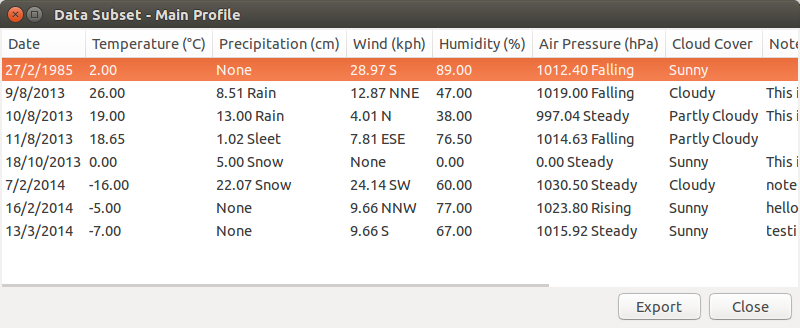 Data Subset - Main Profile
Date Temperature (°C) Precipitation (cm) Wind (kph) Humidity (%) Air Pressure (hPa) Cloud Cover Note
27/2/1985 2.00 None 28.97 S 89.00 1012.40 Falling Sunny
9/8/2013 26.00 8.51 Rain 12.87 NNE 47.00 1019.00 Falling Cloudy This i
10/8/2013 19.00 13.00 Rain 4.01 N 38.00 997.04 Steady Partly Cloudy This i
11/8/2013 18.65 1.02 Sleet 7.81 ESE 76.50 1014.63 Falling Partly Cloudy
18/10/2013 0.00 5.00 Snow None 0.00 0.00 Steady Sunny This i
7/2/2014 -16.00 22.07 Snow 24.14 SW 60.00 1030.50 Steady Cloudy note
16/2/2014 -5.00 None 9.66 NNW 77.00 1023.80 Rising Sunny hello
13/3/2014 -7.00 None 9.66 S 67.00 1015.92 Steady Sunny testi
Export Close